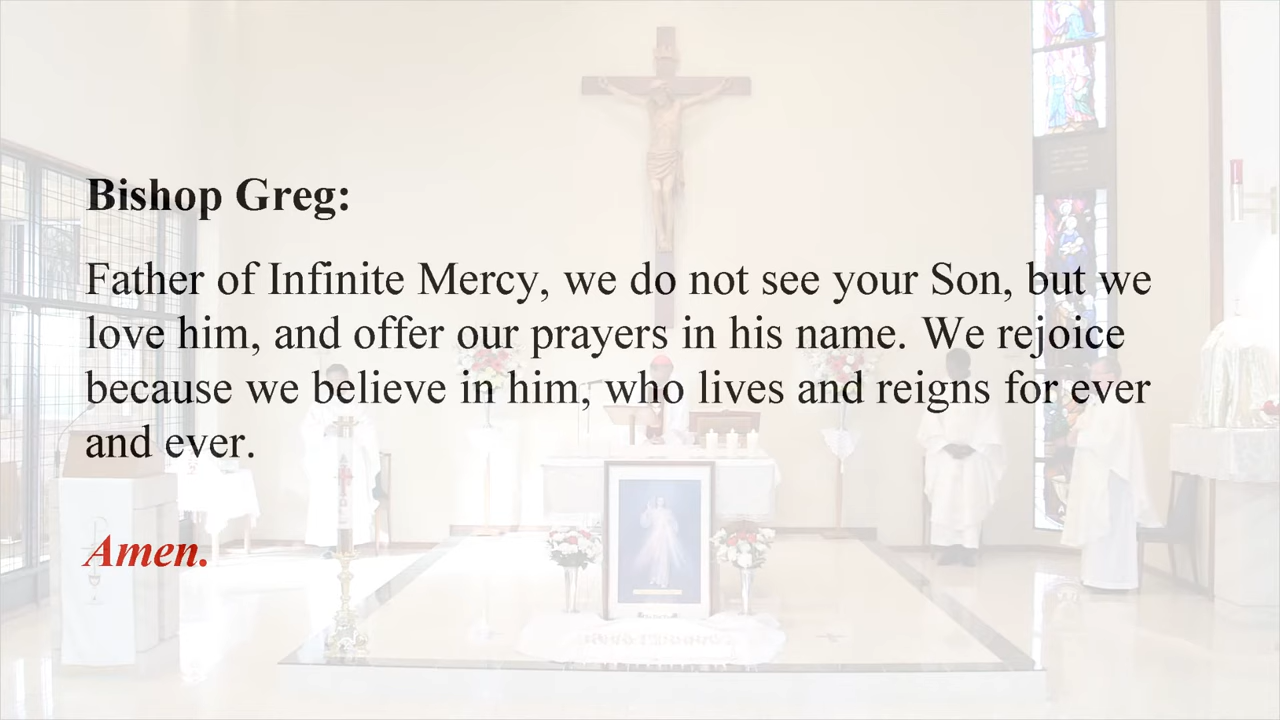 Bishop Greg:
Father of Infinite Mercy, we do not see your Son, but we
love him, and offer our prayers in his name. We rejoice
because we believe in him, who lives and reigns for ever
and ever.
Amen.